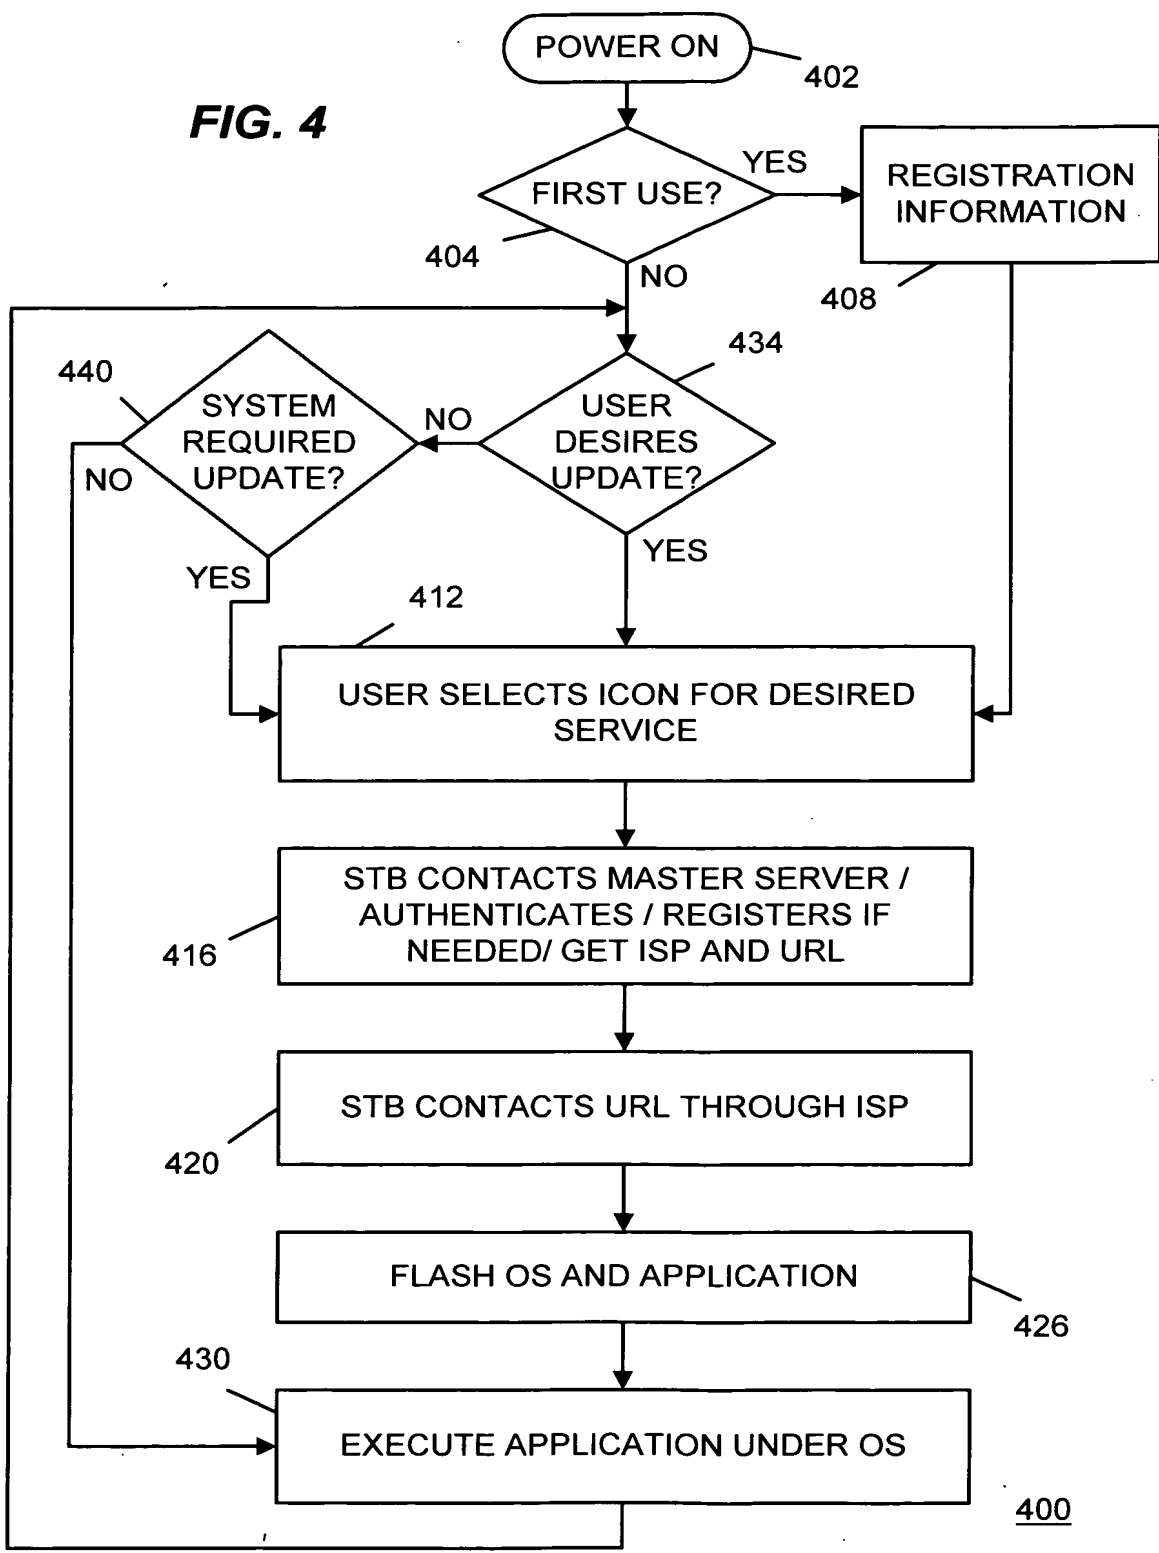 POWER ON
402
FIG. 4
FIRST USE?
YES
404
NO
REGISTRATION
INFORMATION
408
434
440
SYSTEM
REQUIRED
UPDATE?
NO
NO
USER
DESIRES
UPDATE?
YES
YES
412
USER SELECTS ICON FOR DESIRED
SERVICE
STB CONTACTS MASTER SERVER /
AUTHENTICATES / REGISTERS IF
NEEDED/ GET ISP AND URL
416
STB CONTACTS URL THROUGH ISP
420
FLASH OS AND APPLICATION
426
430
EXECUTE APPLICATION UNDER OS
400